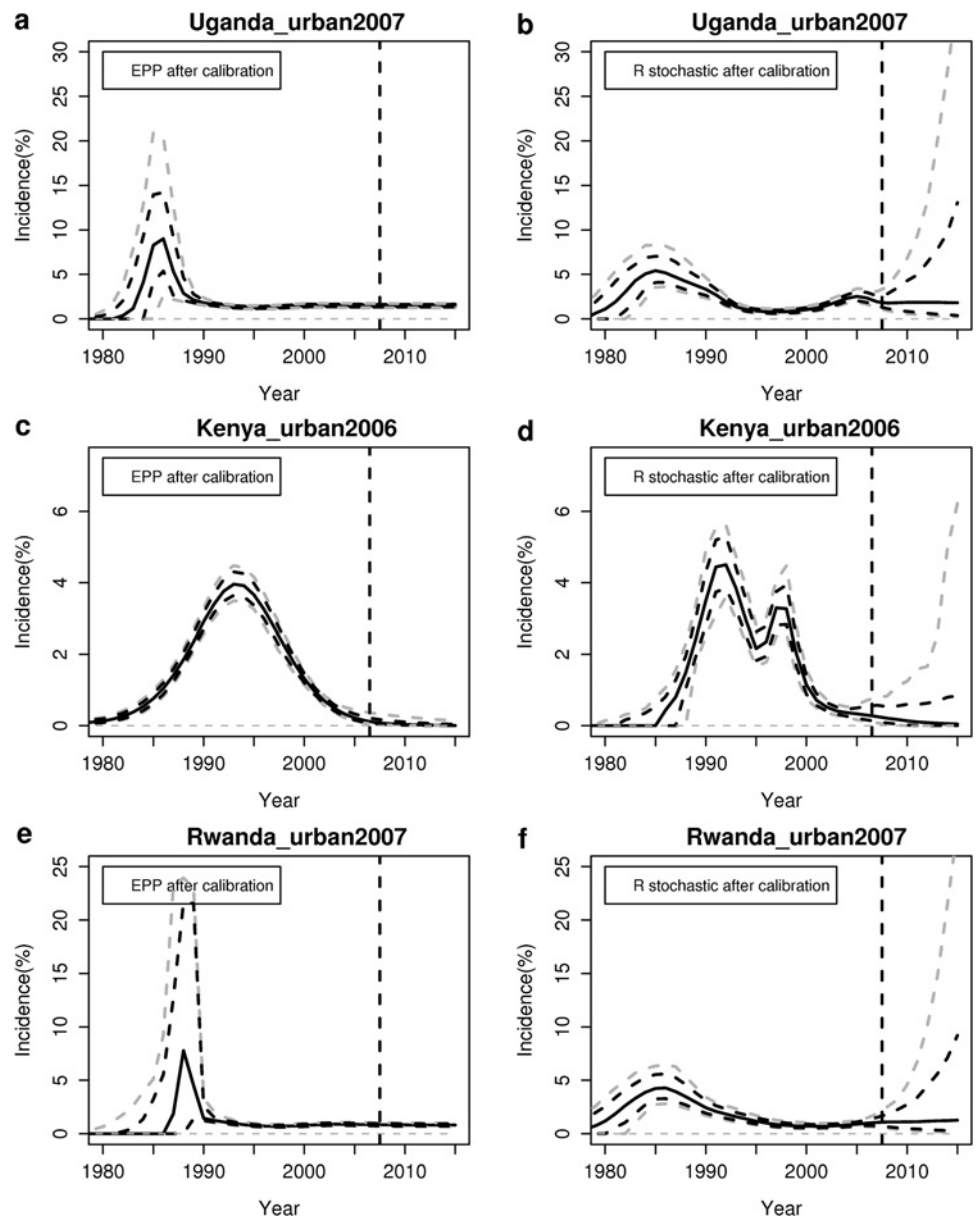 a
Uganda_urban2007
EPP after calibration
Incidence(%)
30
25
20
15
10
5
0
1980 1990 2000 2010
Year
b
Uganda_urban2007
R stochastic after calibration
Incidence(%)
30
25
20
15
10
5
0
1980 1990 2000 2010
Year
c
Kenya_urban2006
EPP after calibration
Incidence(%)
6
4
2
0
1980 1990 2000 2010
Year
d
Kenya_urban2006
R stochastic after calibration
Incidence(%)
6
4
2
0
1980 1990 2000 2010
Year
e
Rwanda_urban2007
EPP after calibration
Incidence(%)
25
20
15
10
5
0
1980 1990 2000 2010
Year
f
Rwanda_urban2007
R stochastic after calibration
Incidence(%)
25
20
15
10
5
0
1980 1990 2000 2010
Year